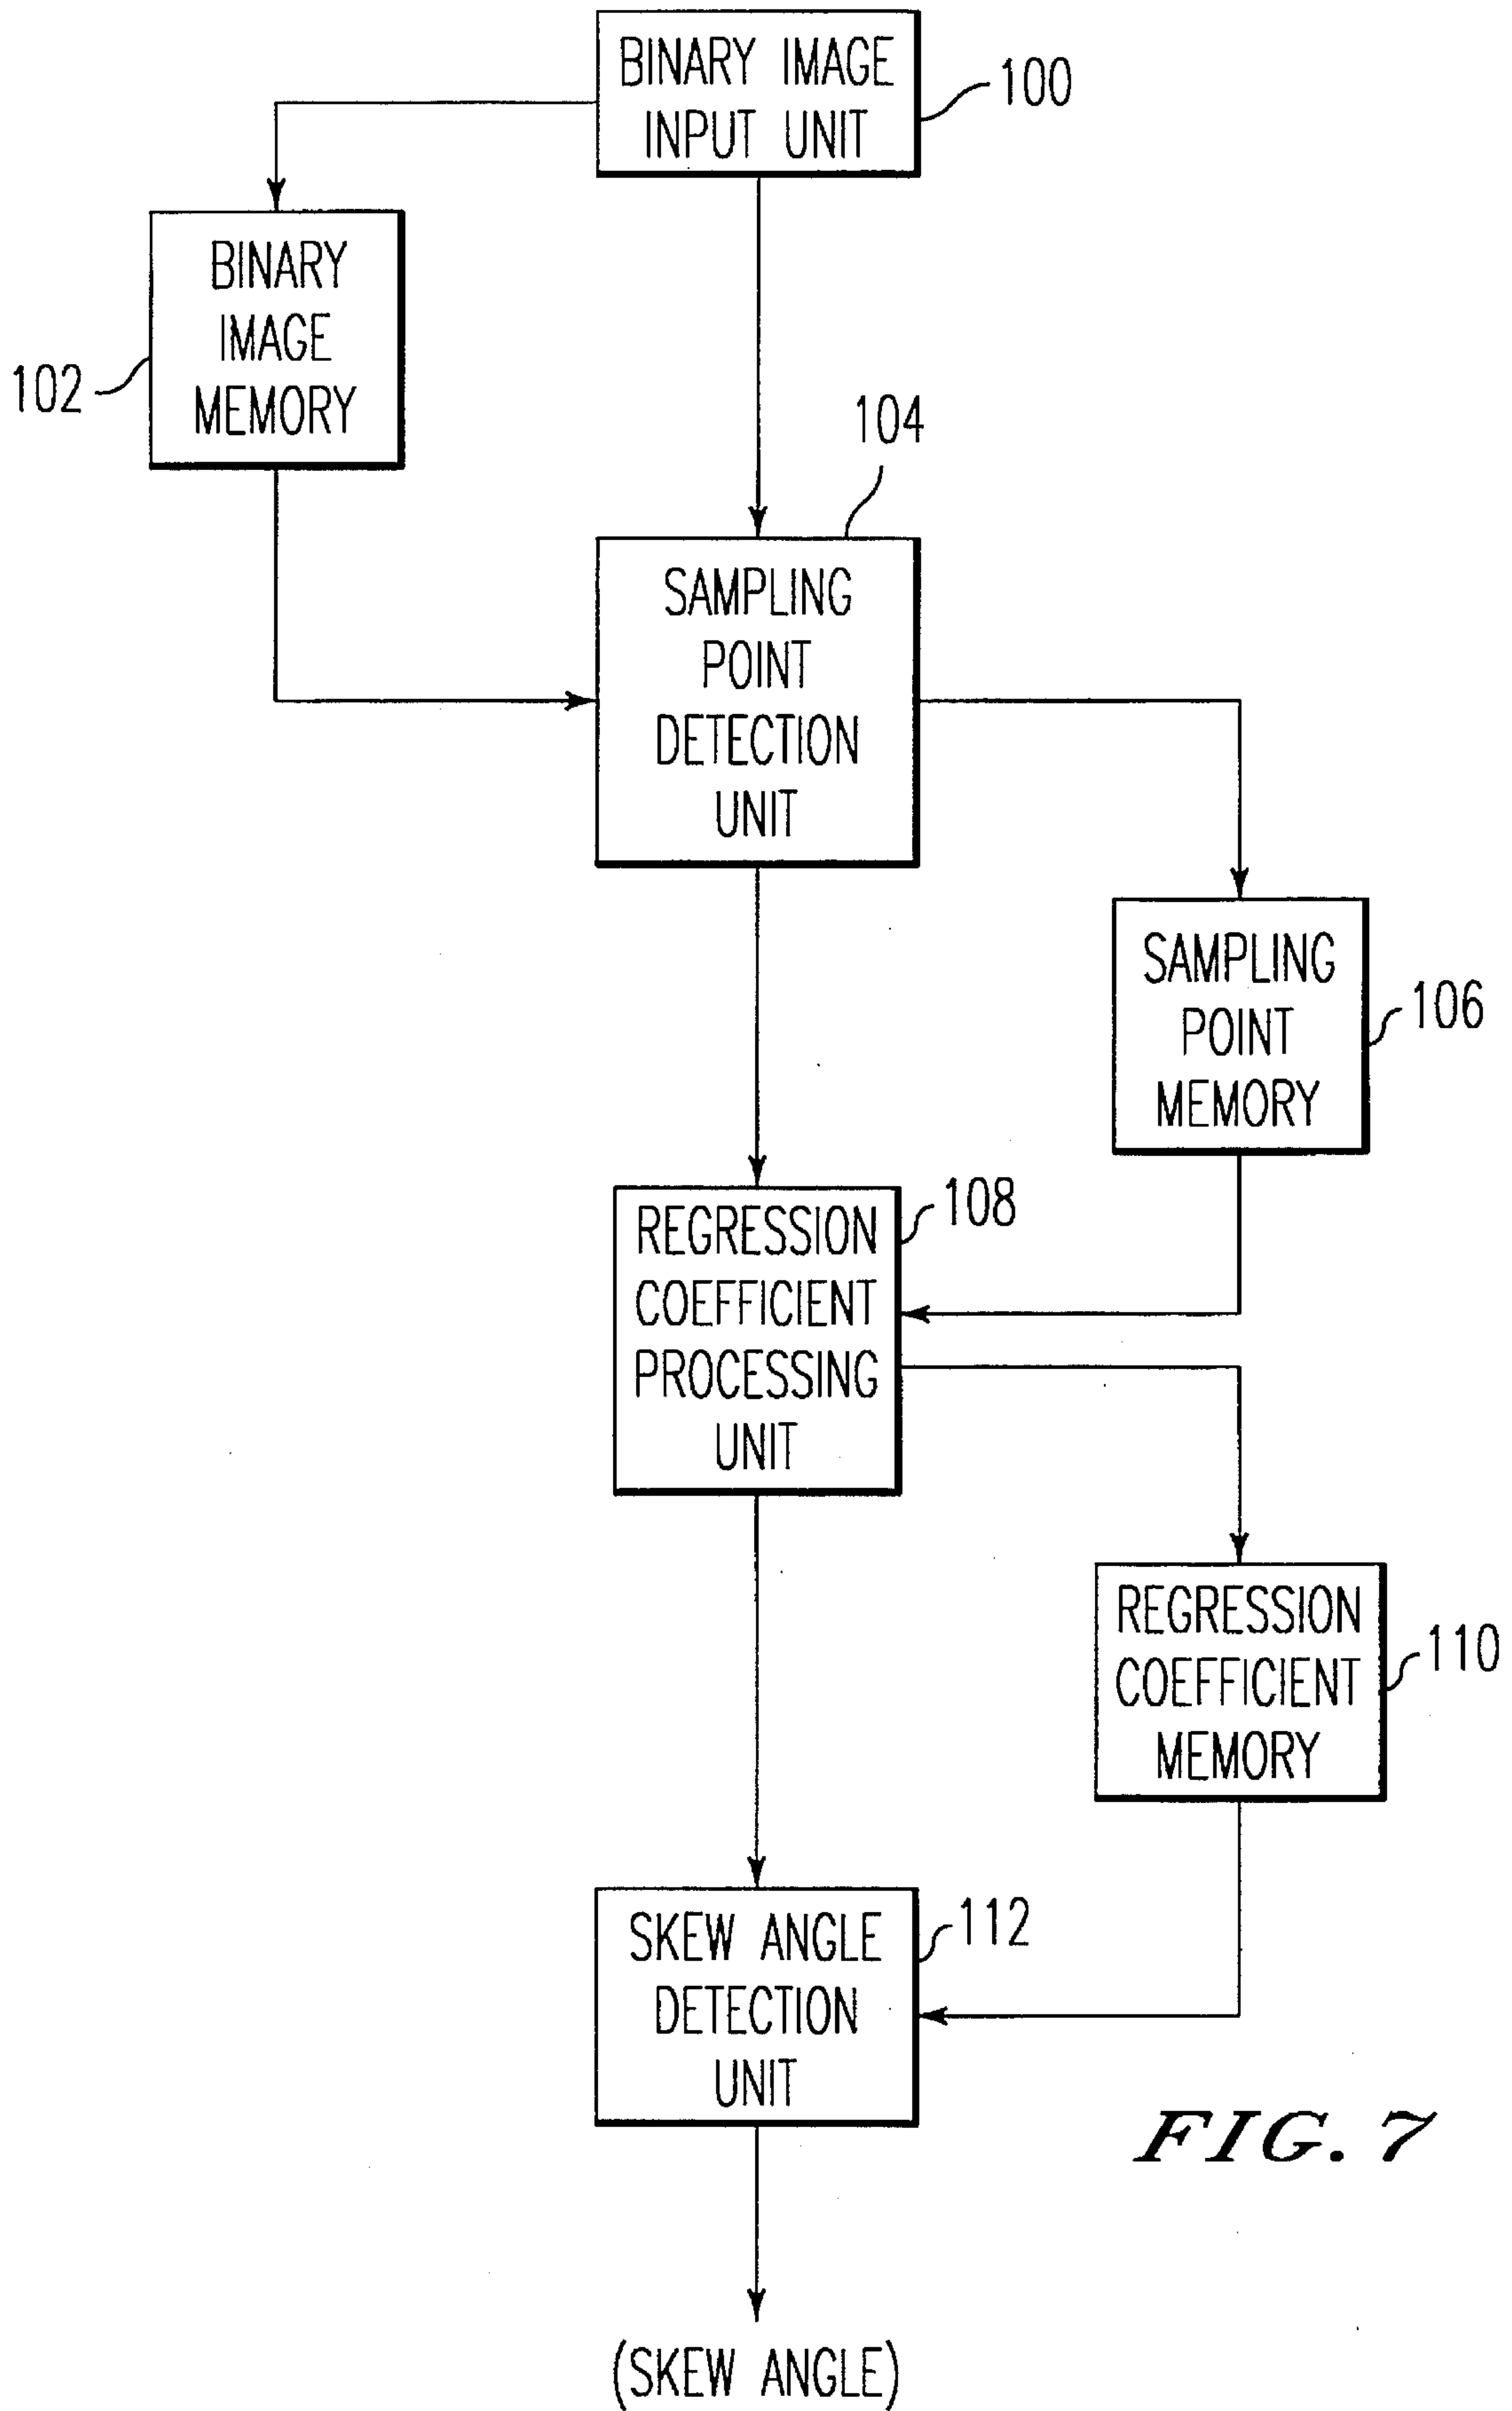 BINARY IMAGE
INPUT UNIT
100
BINARY
IMAGE
MEMORY
102
104
SAMPLING
POINT
DETECTION
UNIT
SAMPLING
POINT
MEMORY
106
108
REGRESSION
COEFFICIENT
PROCESSING
UNIT
REGRESSION
COEFFICIENT
MEMORY
110
112
SKEW ANGLE
DETECTION
UNIT
FIG. 7
(SKEW ANGLE)